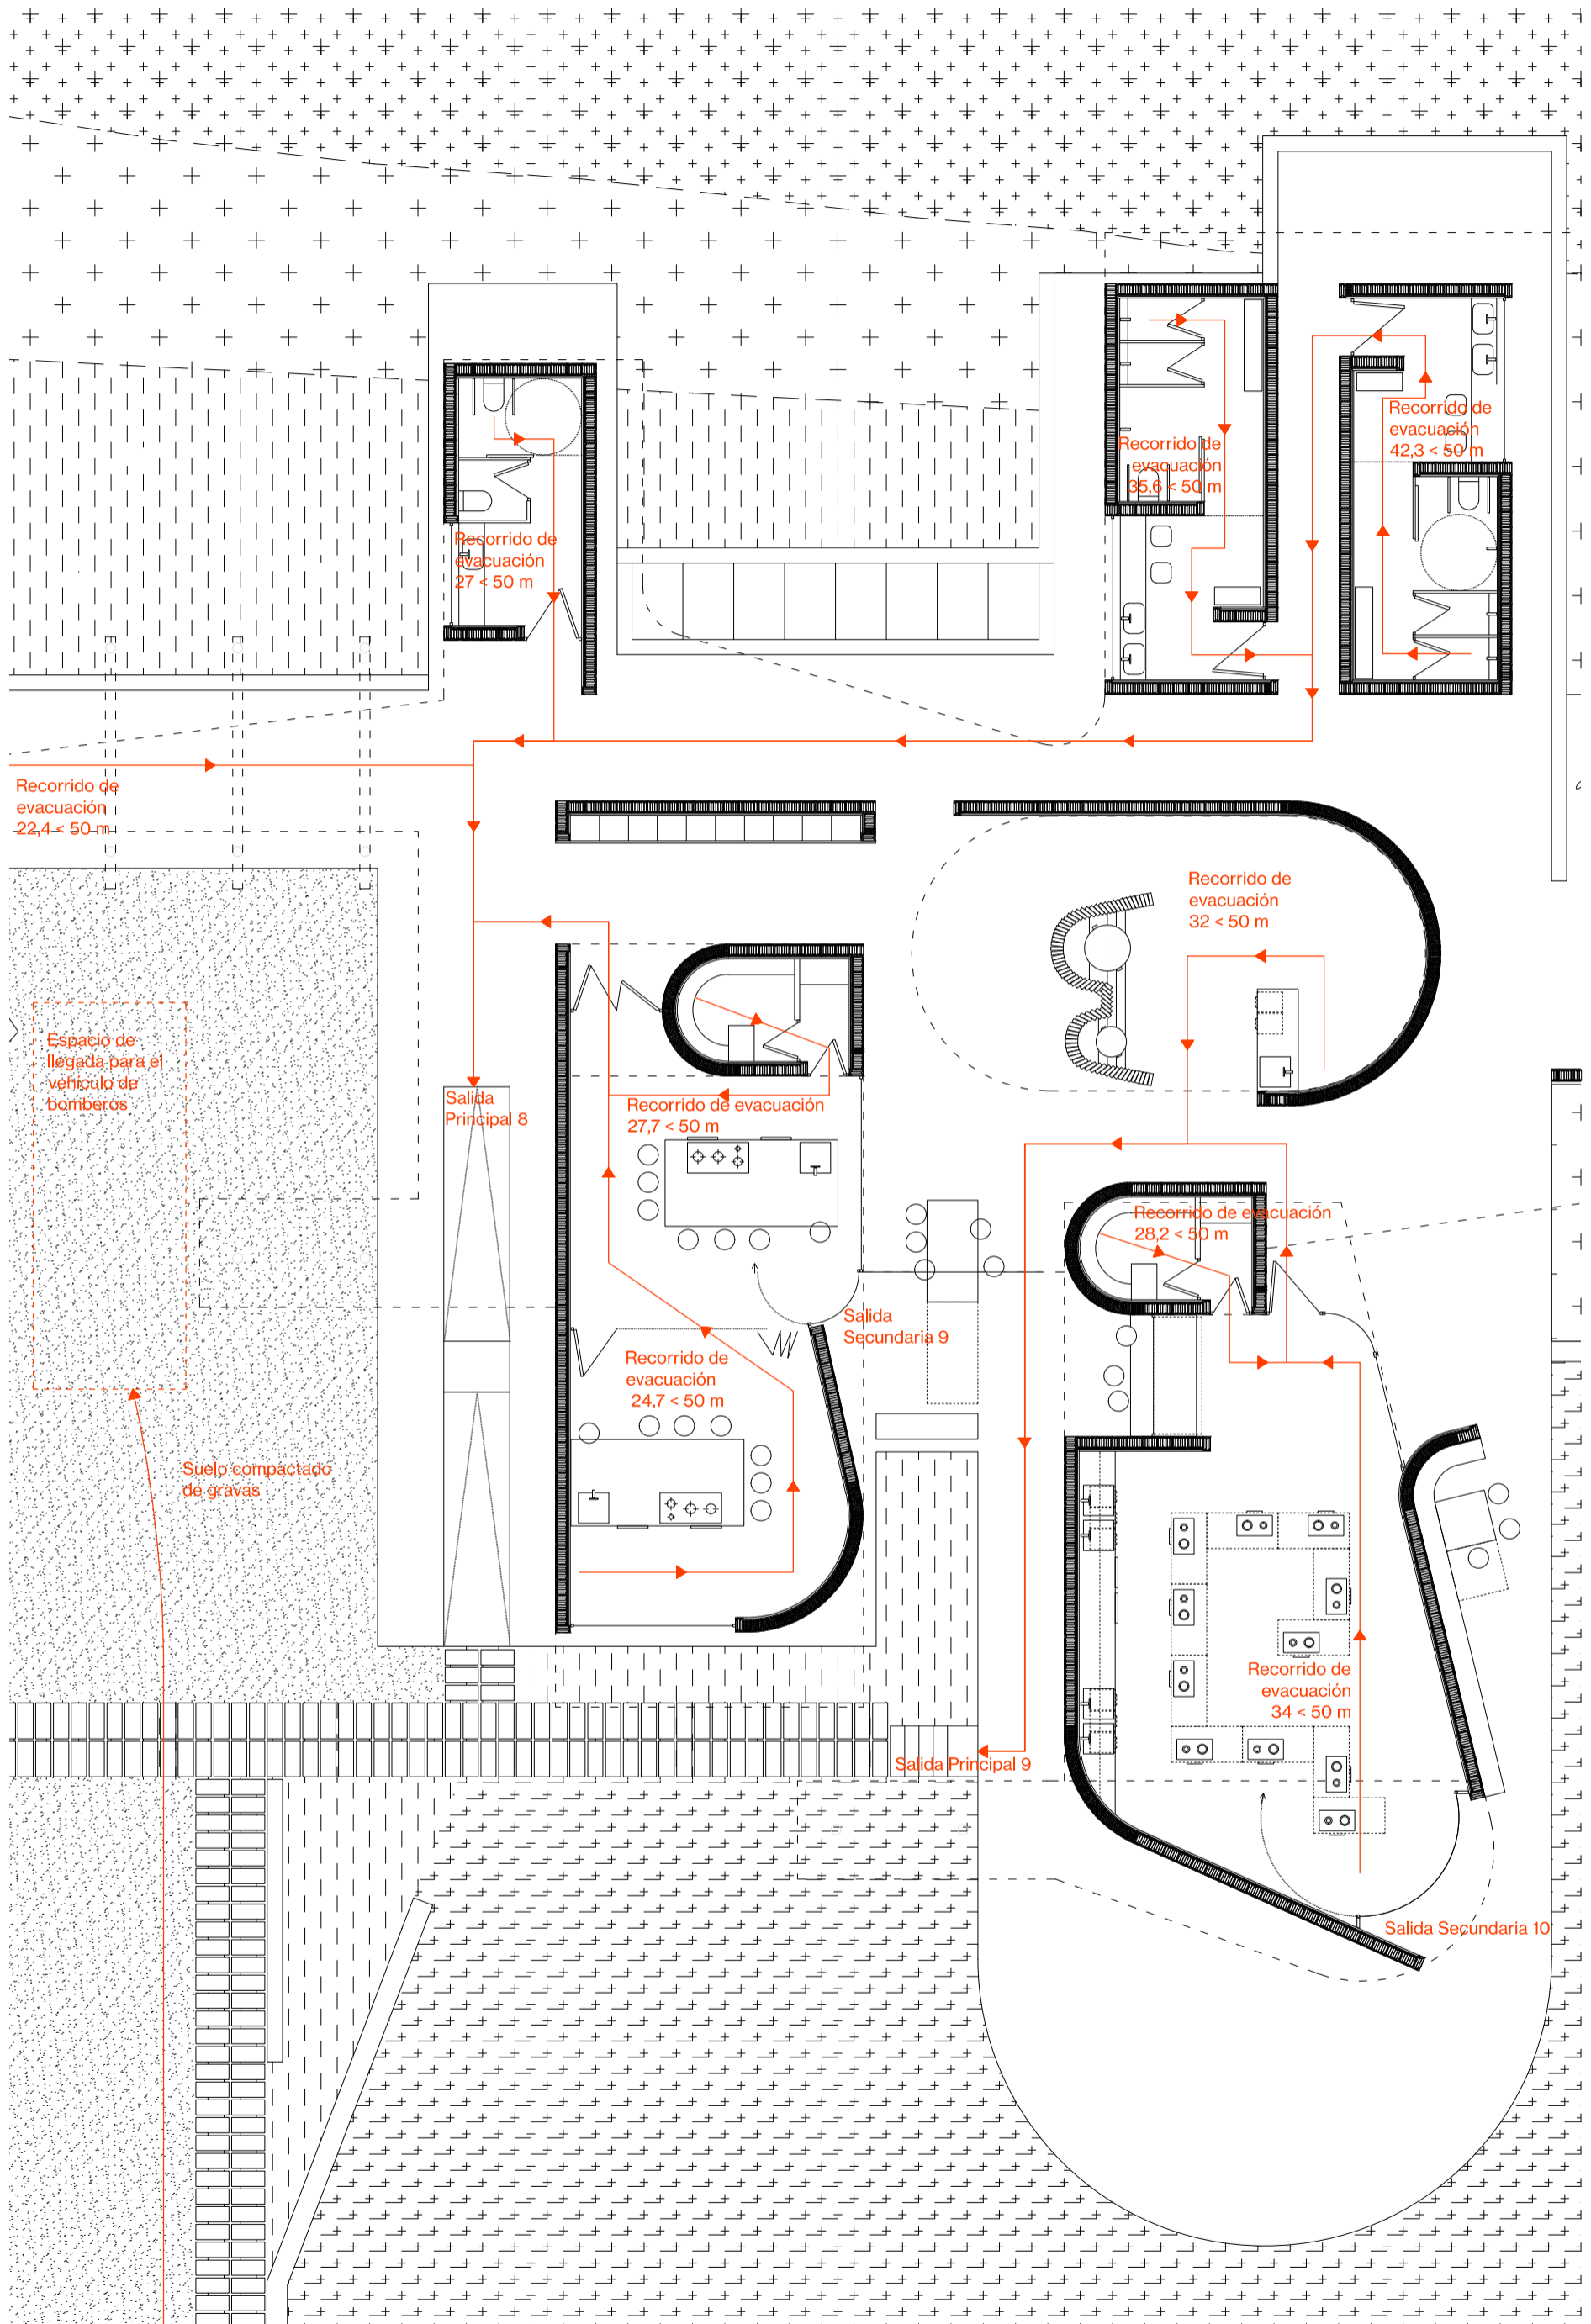 Recorrido de
evacuación
42,3 < 50 m
Recorrido de
evacuación
35,6 < 50 m
Recorrido de
evacuación
27 < 50 m
Recorrido de
evacuación
22,4 < 50 m
Recorrido de
evacuación
32 < 50 m
Espacio de
llegada para el
vehículo de
bomberos
Salida
Principal 8
Recorrido de evacuación
27,7 < 50 m
Recorrido de evacuación
28,2 < 50 m
Salida
Secundaria 9
Recorrido de
evacuación
24,7 < 50 m
Suelo compactado
de gravas
Recorrido de
evacuación
34 < 50 m
Salida Principal 9
Salida Secundaria 10